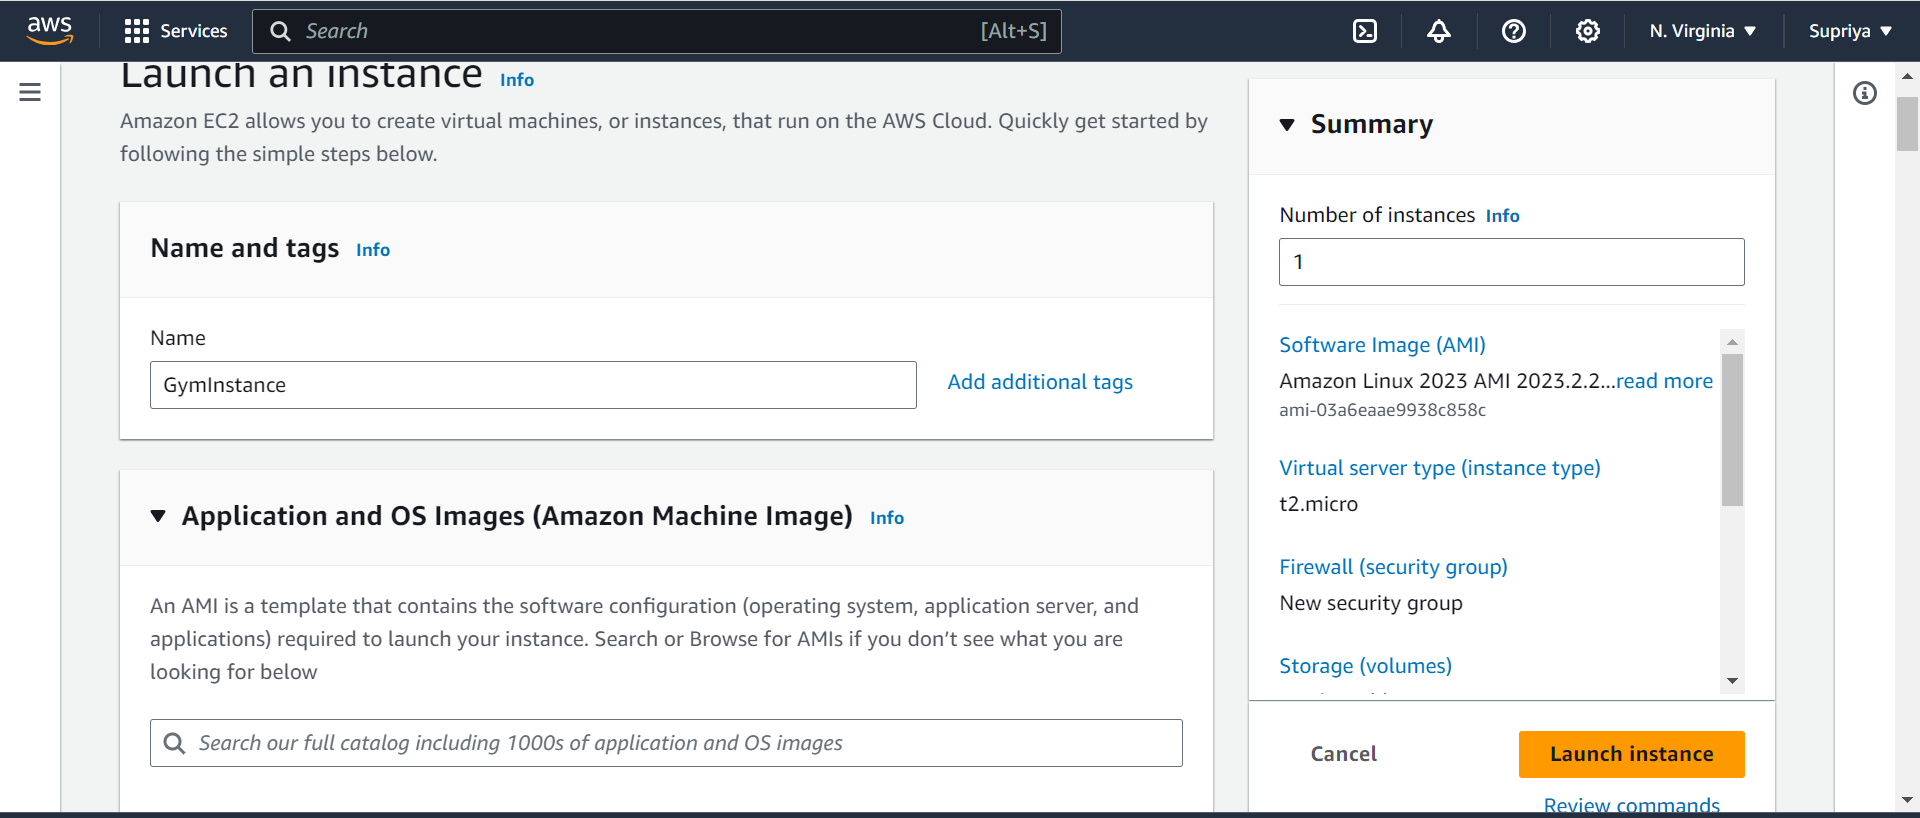 aws
Services
Search [Alt+S]
N. Virginia
Supriya
Launch an instance Info
Amazon EC2 allows you to create virtual machines, or instances, that run on the AWS Cloud. Quickly get started by
following the simple steps below.
Name and tags Info
Name
GymInstance
Add additional tags
Application and OS Images (Amazon Machine Image) Info
An AMI is a template that contains the software configuration (operating system, application server, and
applications) required to launch your instance. Search or Browse for AMIs if you don’t see what you are
looking for below
Search our full catalog including 1000s of application and OS images
Summary
Number of instances Info
1
Software Image (AMI)
Amazon Linux 2023 AMI 2023.2.2...read more
ami-03a6eaae9938c858c
Virtual server type (instance type)
t2.micro
Firewall (security group)
New security group
Storage (volumes)
Cancel
Launch instance
Review commands